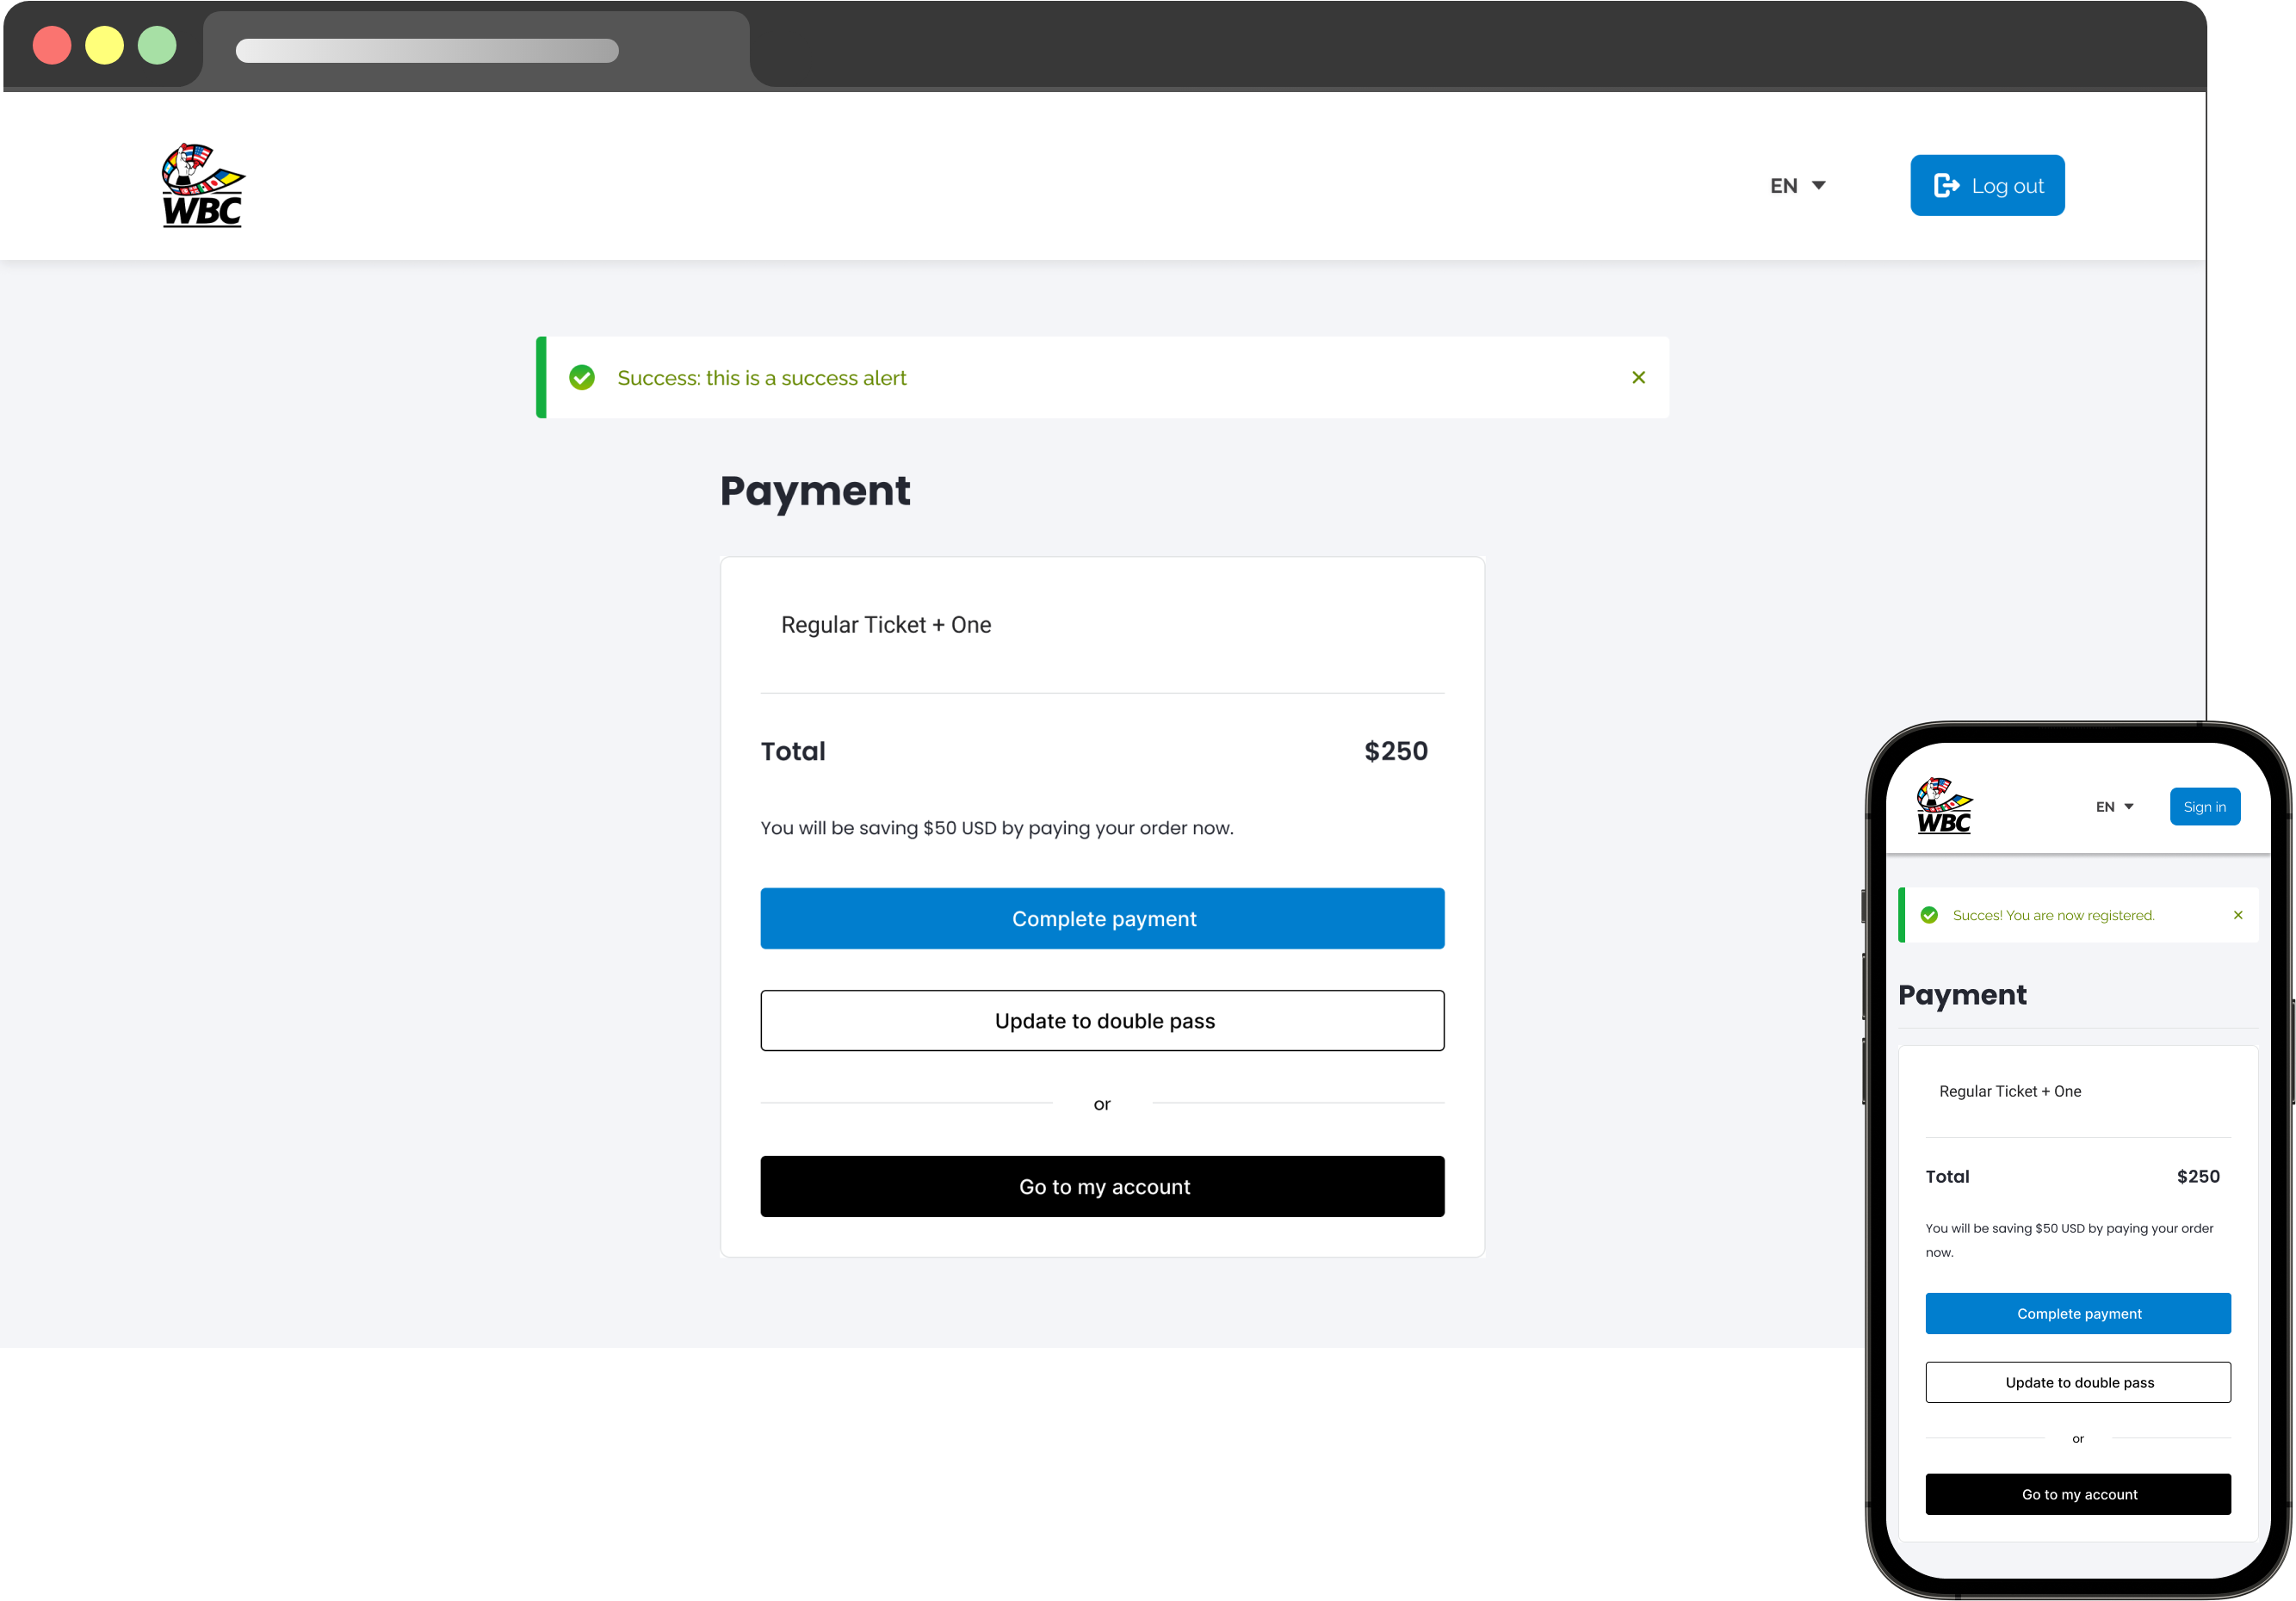 WBC
EN
Log out
Success: this is a success alert
Payment
Regular Ticket + One
Total $250
You will be saving $50 USD by paying your order now.
Complete payment
Update to double pass
or
Go to my account
WBC
EN
Sign in
Succes! You are now registered.
Payment
Regular Ticket + One
Total $250
You will be saving $50 USD by paying your order
now.
Complete payment
Update to double pass
or
Go to my account